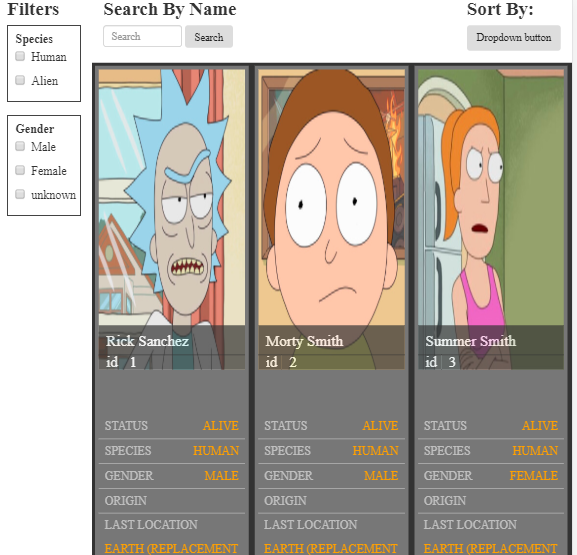 Filters
Species
Human
Alien
Gender
Male
Female
unknown
Search By Name
Search Search
Sort By:
Dropdown button
Rick Sanchez
id 1
STATUS ALIVE
SPECIES HUMAN
GENDER MALE
ORIGIN
LAST LOCATION
EARTH (REPLACEMENT
Morty Smith
id 2
STATUS ALIVE
SPECIES HUMAN
GENDER MALE
ORIGIN
LAST LOCATION
EARTH (REPLACEMENT
Summer Smith
id 3
STATUS ALIVE
SPECIES HUMAN
GENDER FEMALE
ORIGIN
LAST LOCATION
EARTH (REPLACEMENT